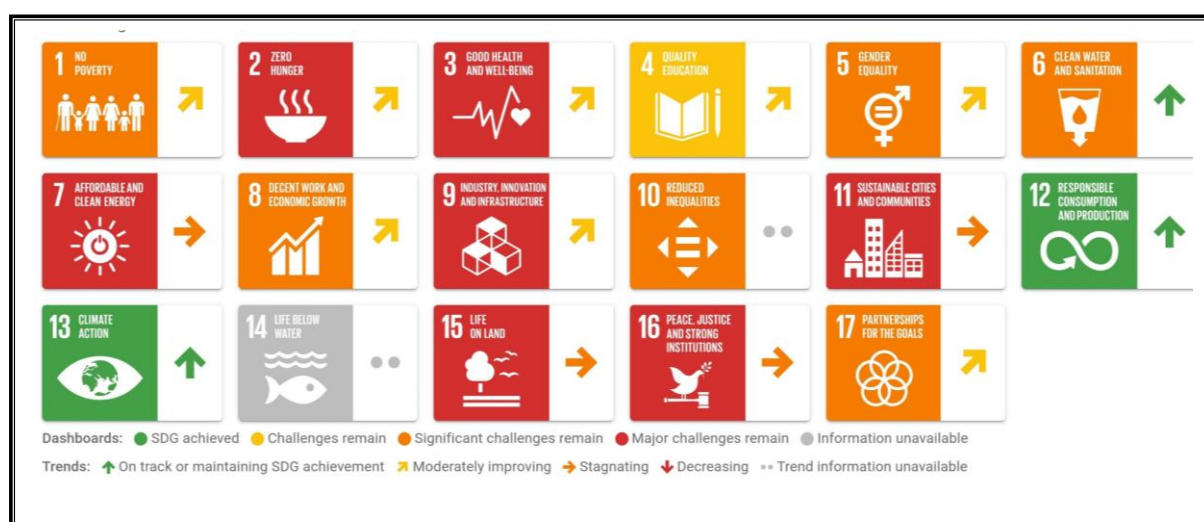 1 NO
POVERTY
2 ZERO
HUNGER
3 GOOD HEALTH
AND WELL-BEING
4 QUALITY
EDUCATION
5 GENDER
EQUALITY
6 CLEAN WATER
AND SANITATION
7 AFFORDABLE AND
CLEAN ENERGY
8 DECENT WORK AND
ECONOMIC GROWTH
9 INDUSTRY, INNOVATION
AND INFRASTRUCTURE
10 REDUCED
INEQUALITIES
11 SUSTAINABLE CITIES
AND COMMUNITIES
12 RESPONSIBLE
CONSUMPTION
AND PRODUCTION
13 CLIMATE
ACTION
14 LIFE BELOW
WATER
15 LIFE
ON LAND
16 PEACE, JUSTICE
AND STRONG
INSTITUTIONS
17 PARTNERSHIPS
FOR THE GOALS
Dashboards: SDG achieved Challenges remain Significant challenges remain Major challenges remain Information unavailable
Trends: On track or maintaining SDG achievement Moderately improving Stagnating Decreasing Trend information unavailable